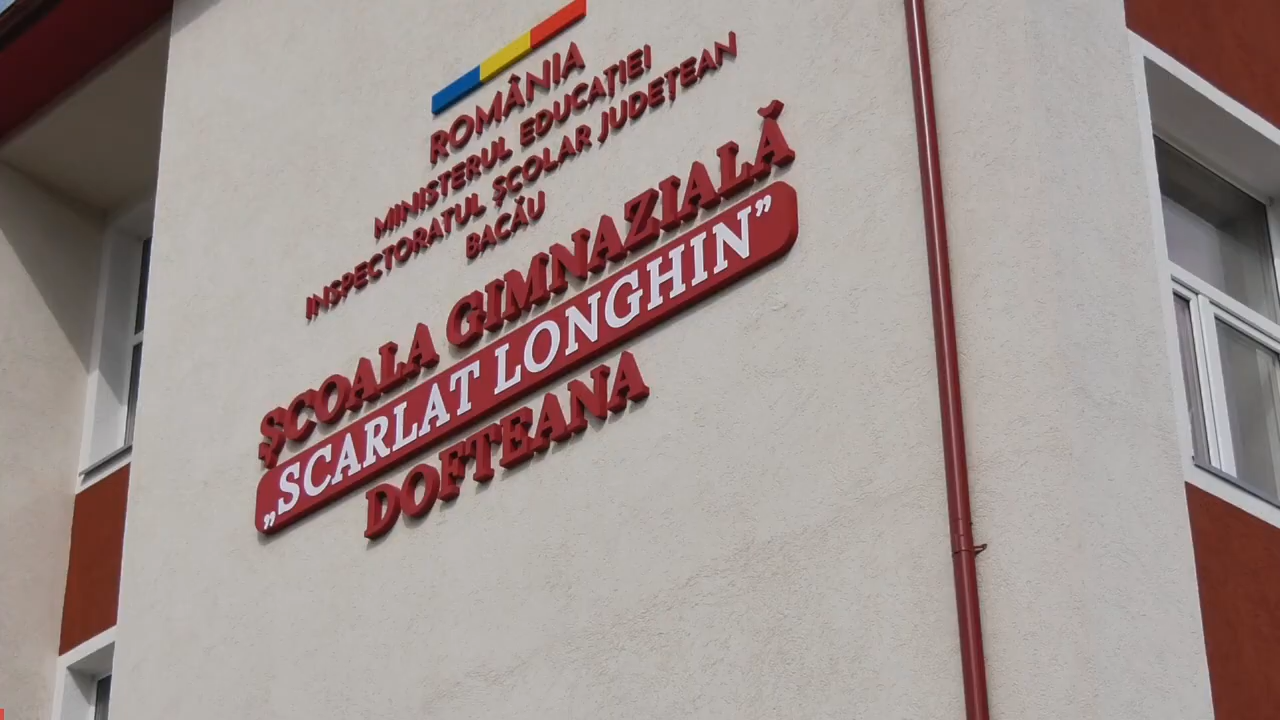 ROMÂNIA
MINISTERUL EDUCAȚIEI
INSPECTORATUL ȘCOLAR JUDEȚEAN
BACĂU
ȘCOALA GIMNAZIALĂ
„SCARLAT LONGHIN”
DOFTEANA